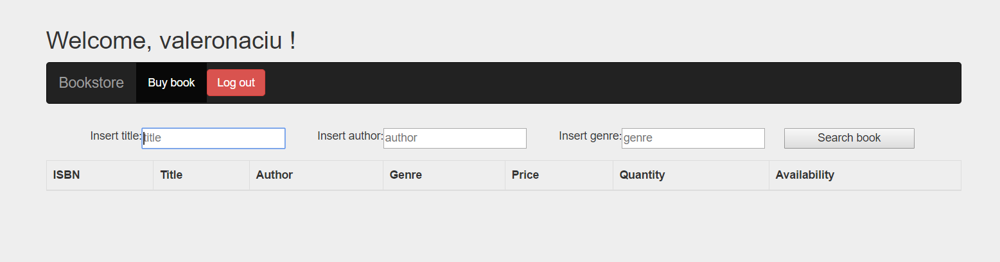 Welcome, valeronaciu !
Bookstore Buy book Log out
Insert title: title Insert author: author Insert genre: genre Search book
ISBN Title Author Genre Price Quantity Availability